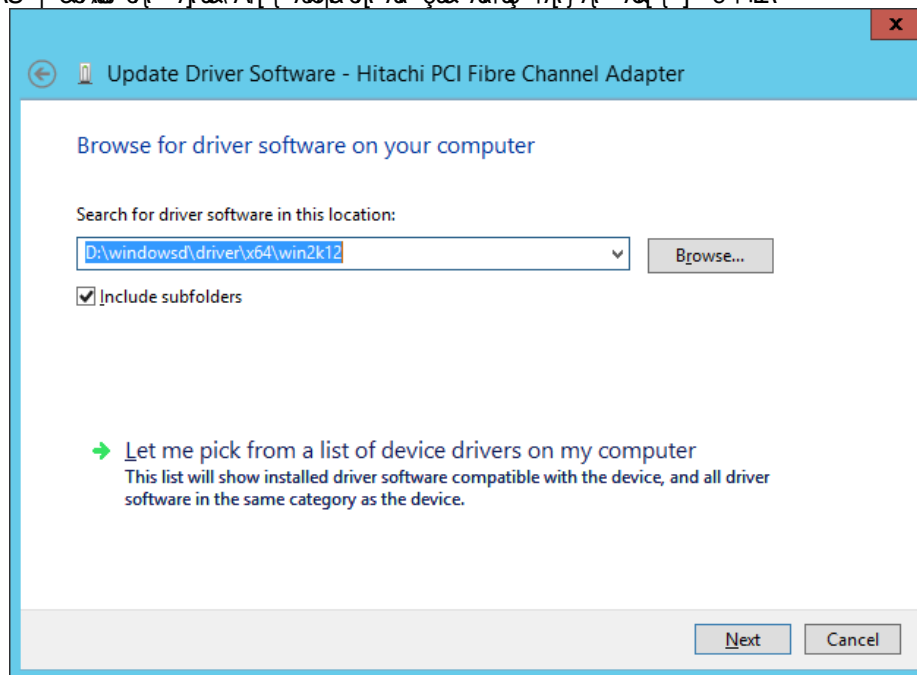 x
Update Driver Software - Hitachi PCI Fibre Channel Adapter
Browse for driver software on your computer
Search for driver software in this location:
D:\windowsd\driver\x64\win2k12
Browse...
Include subfolders
Let me pick from a list of device drivers on my computer
This list will show installed driver software compatible with the device, and all driver
software in the same category as the device.
Next
Cancel